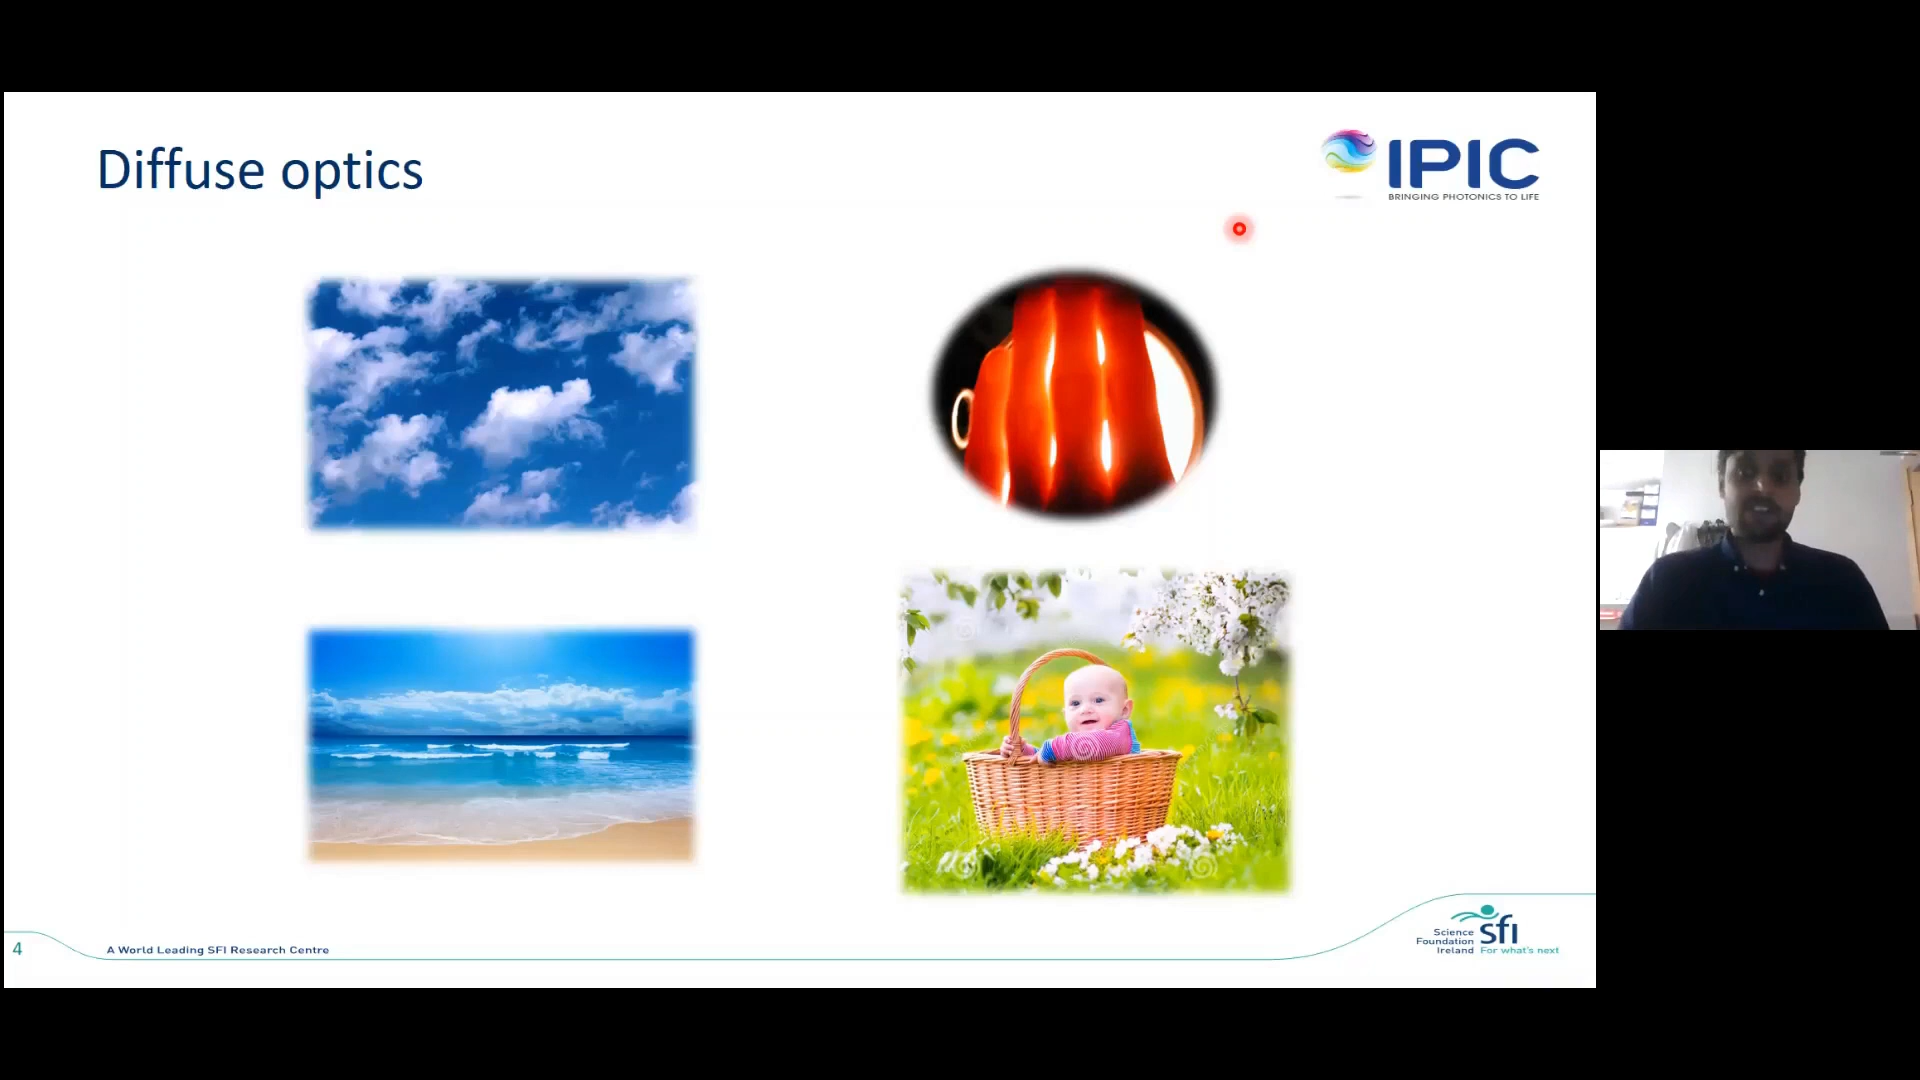 Diffuse optics
IPIC
BRINGING PHOTONICS TO LIFE
4
A World Leading SFI Research Centre
Science
Foundation
Ireland
sfi
For what's next